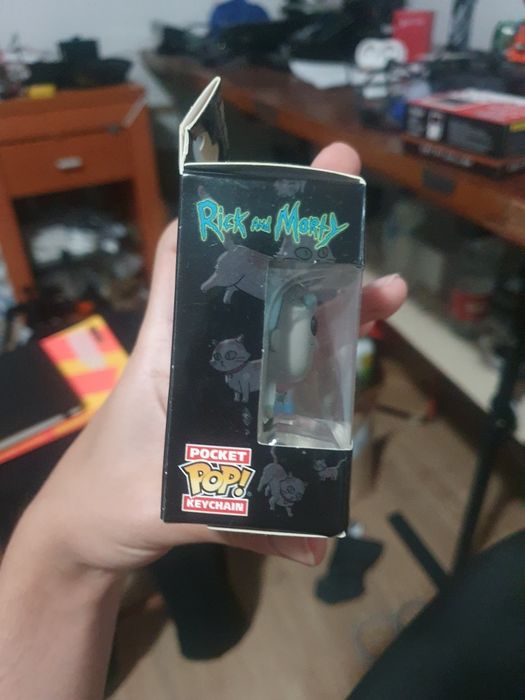 Rick and Morty
POCKET
POP!
KEYCHAIN